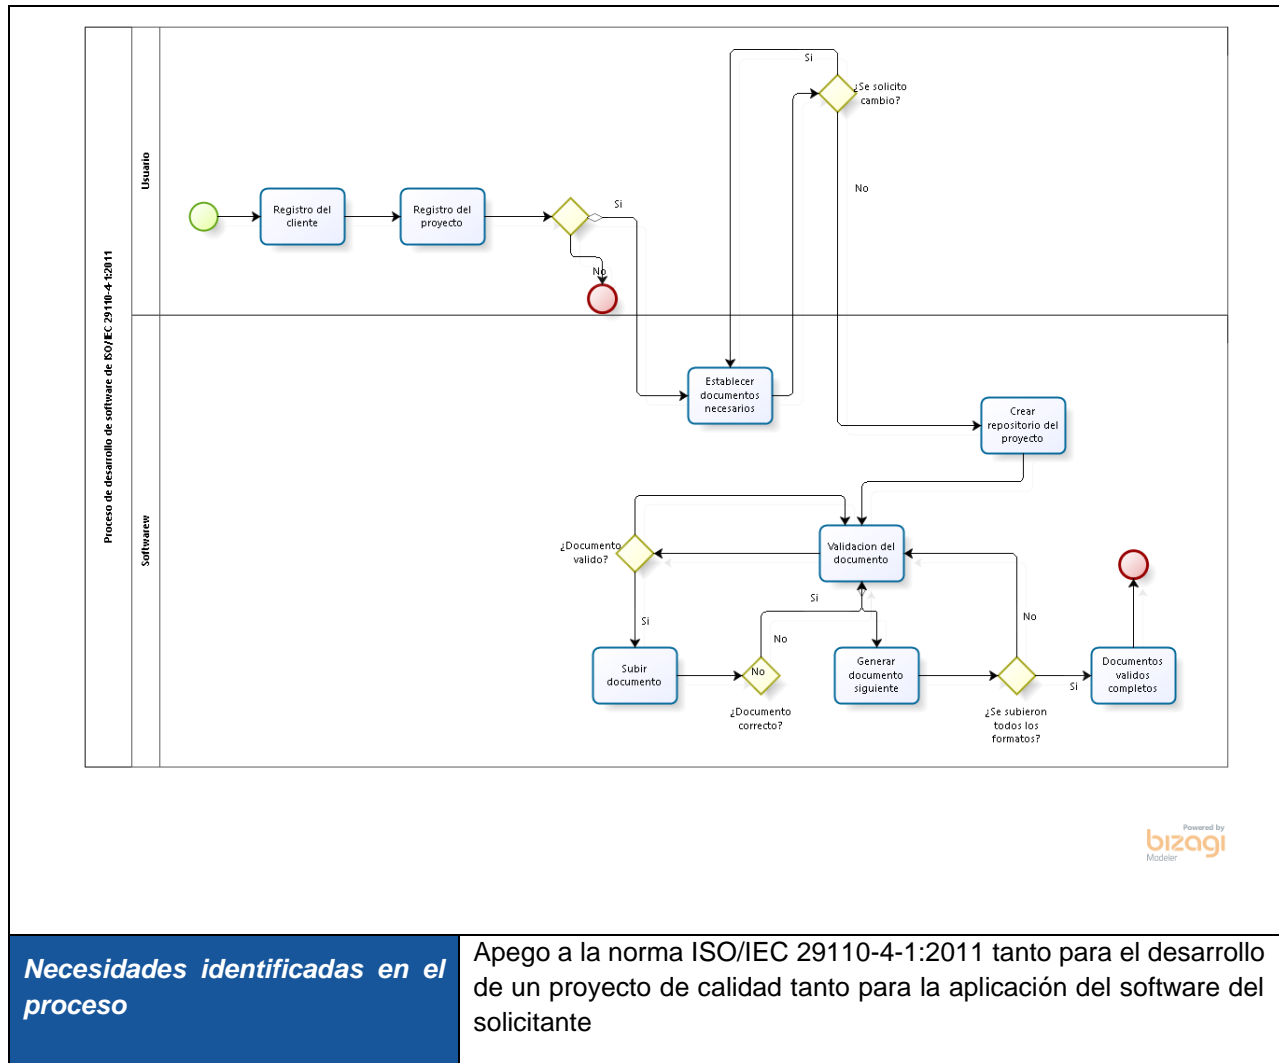 Proceso de desarrollo de software de ISO/IEC 29110-4-1:2011
Usuario
Registro del
cliente
Registro del
proyecto
Si
No
Si
¿Se solicito
cambio?
No
Softwarew
Establecer
documentos
necesarios
Crear
repositorio del
proyecto
¿Documento
valido?
Validacion del
documento
Si
Subir
documento
No
¿Documento
correcto?
No
Si
Generar
documento
siguiente
No
¿Se subieron
todos los
formatos?
Si
Documentos
validos
completos
Powered by
bizagi
Modeler
Necesidades identificadas en el
proceso
Apego a la norma ISO/IEC 29110-4-1:2011 tanto para el desarrollo
de un proyecto de calidad tanto para la aplicación del software del
solicitante